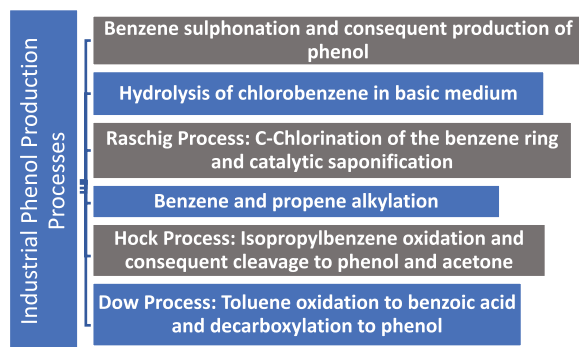 Industrial Phenol Production
Processes
Benzene sulphonation and consequent production of
phenol
Hydrolysis of chlorobenzene in basic medium
Raschig Process: C-Chlorination of the benzene ring
and catalytic saponification
Benzene and propene alkylation
Hock Process: Isopropylbenzene oxidation and
consequent cleavage to phenol and acetone
Dow Process: Toluene oxidation to benzoic acid
and decarboxylation to phenol